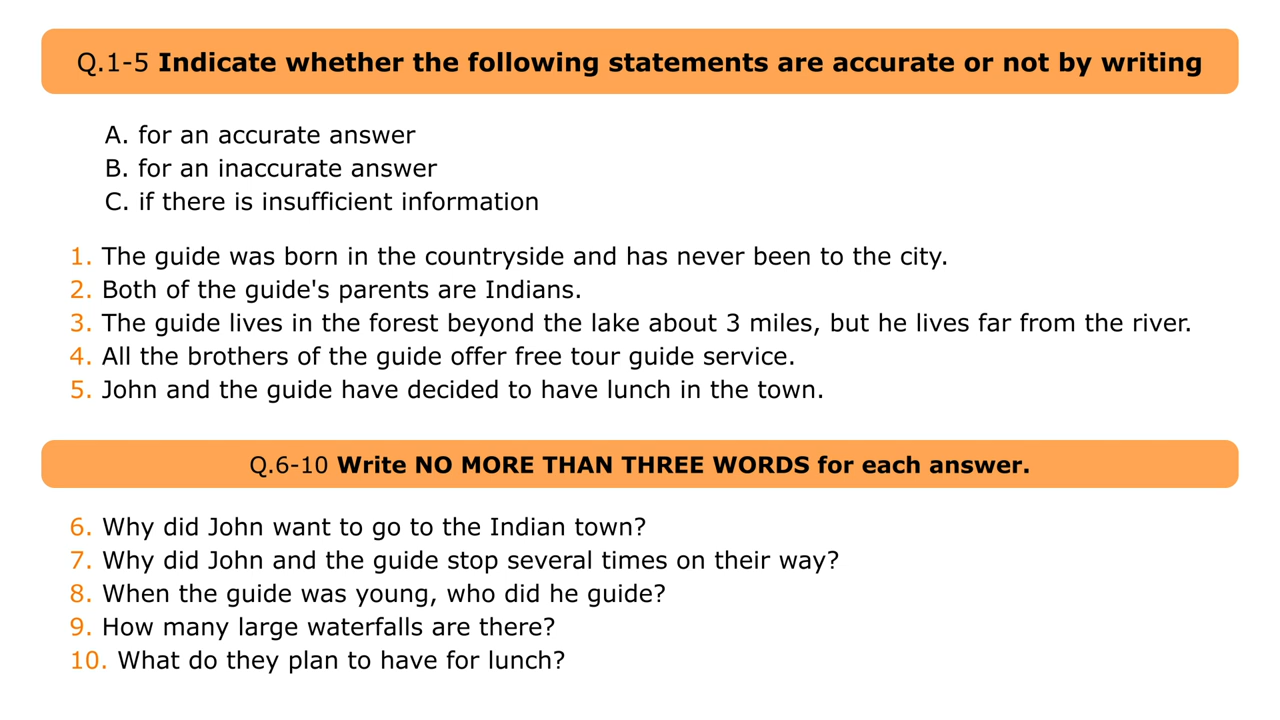 Q.1-5 Indicate whether the following statements are accurate or not by writing
A. for an accurate answer
B. for an inaccurate answer
C. if there is insufficient information
1. The guide was born in the countryside and has never been to the city.
2. Both of the guide's parents are Indians.
3. The guide lives in the forest beyond the lake about 3 miles, but he lives far from the river.
4. All the brothers of the guide offer free tour guide service.
5. John and the guide have decided to have lunch in the town.
Q.6-10 Write NO MORE THAN THREE WORDS for each answer.
6. Why did John want to go to the Indian town?
7. Why did John and the guide stop several times on their way?
8. When the guide was young, who did he guide?
9. How many large waterfalls are there?
10. What do they plan to have for lunch?